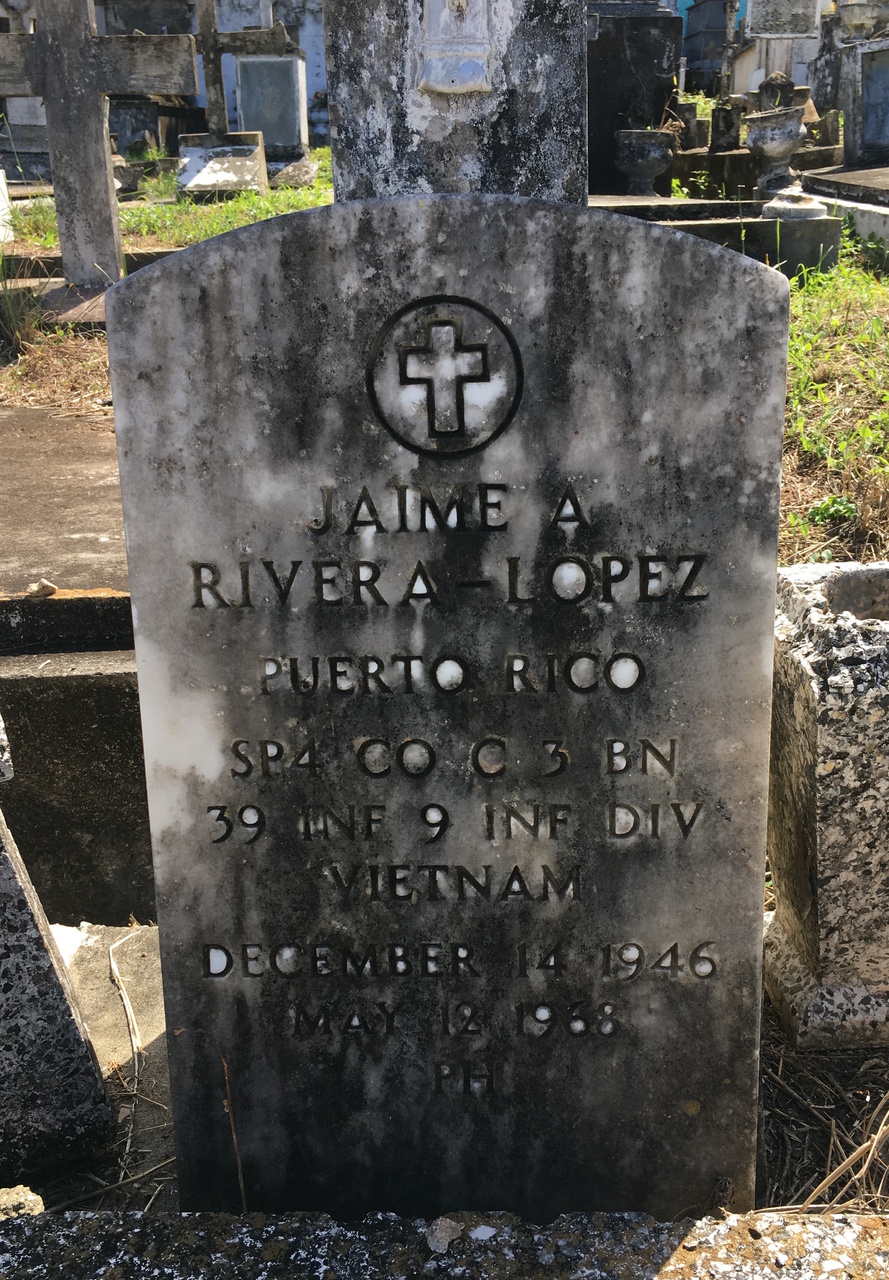 JAIME A
RIVERA-LOPEZ
PUERTO RICO
SP4 CO C 3 BN
39 INF 9 INF DIV
VIETNAM
DECEMBER 14 1946
MAY 12 1968
PH